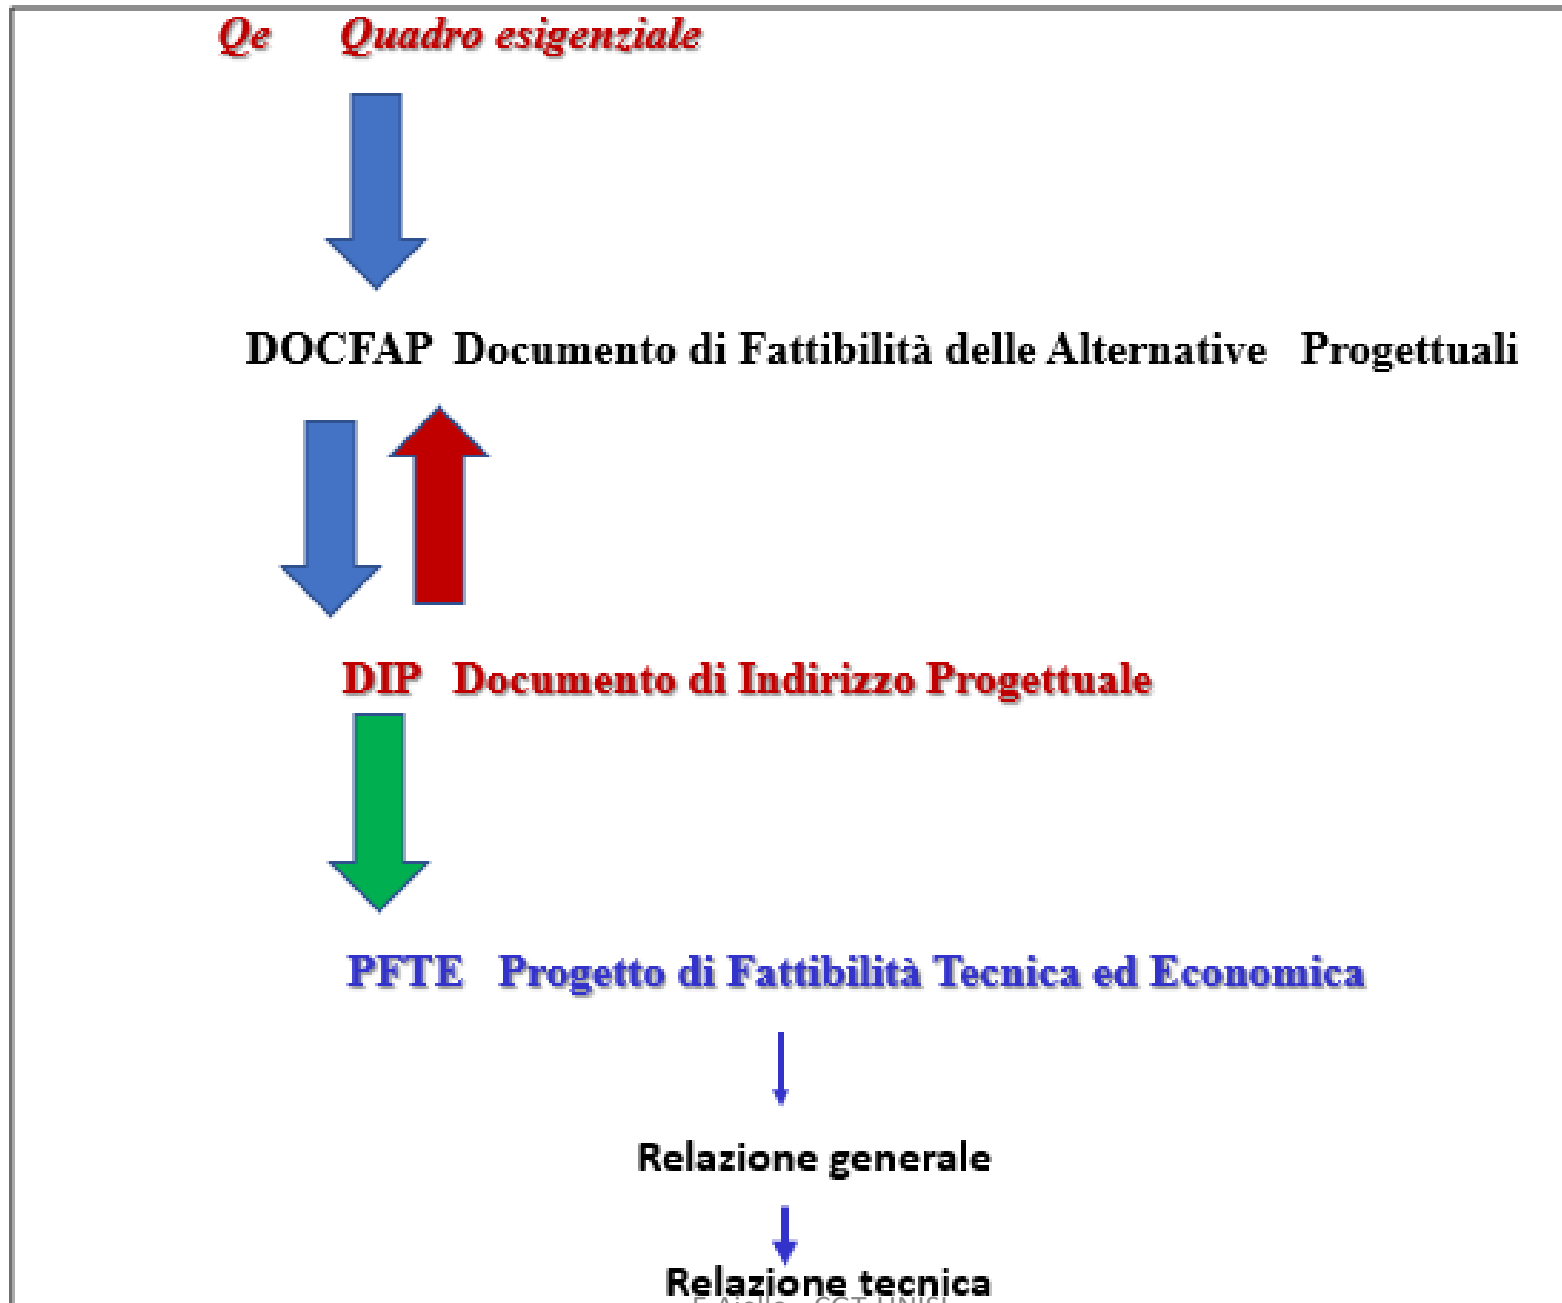 Qe Quadro esigenziale
DOCFAP Documento di Fattibilità delle Alternative Progettuali
DIP Documento di Indirizzo Progettuale
PFTE Progetto di Fattibilità Tecnica ed Economica
Relazione generale
Relazione tecnica